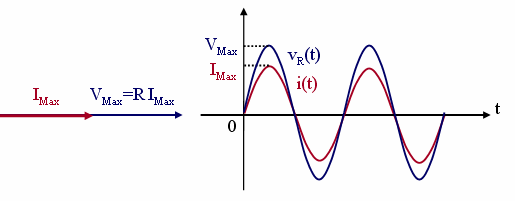 I_Max V_Max=R I_Max
V_Max
I_Max
v_R(t)
i(t)
0
t